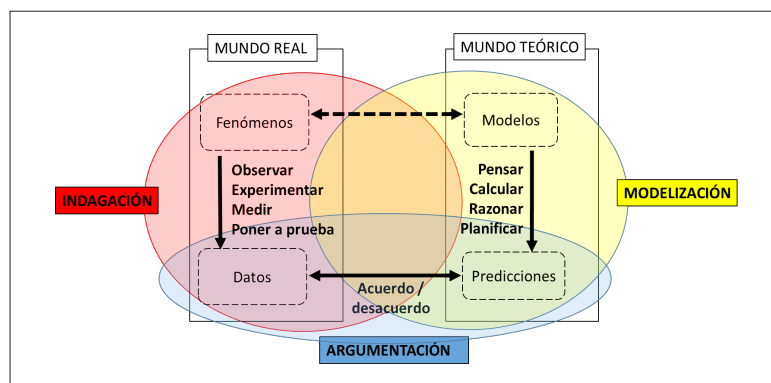 MUNDO REAL
MUNDO TEÓRICO
Fenómenos
Modelos
Observar
Experimentar
Medir
Poner a prueba
Pensar
Calcular
Razonar
Planificar
INDAGACIÓN
MODELIZACIÓN
Datos
Predicciones
Acuerdo /
desacuerdo
ARGUMENTACIÓN